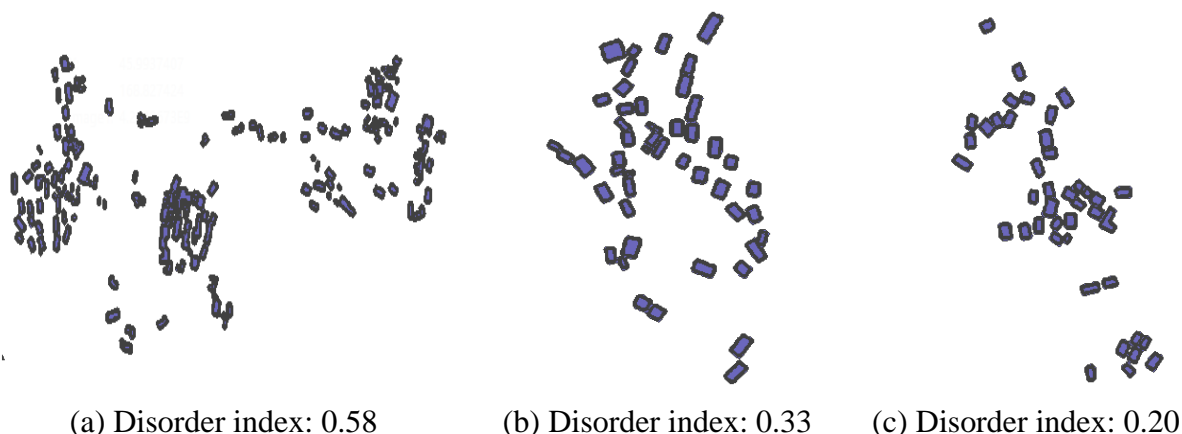 (a) Disorder index: 0.58
(b) Disorder index: 0.33
(c) Disorder index: 0.20